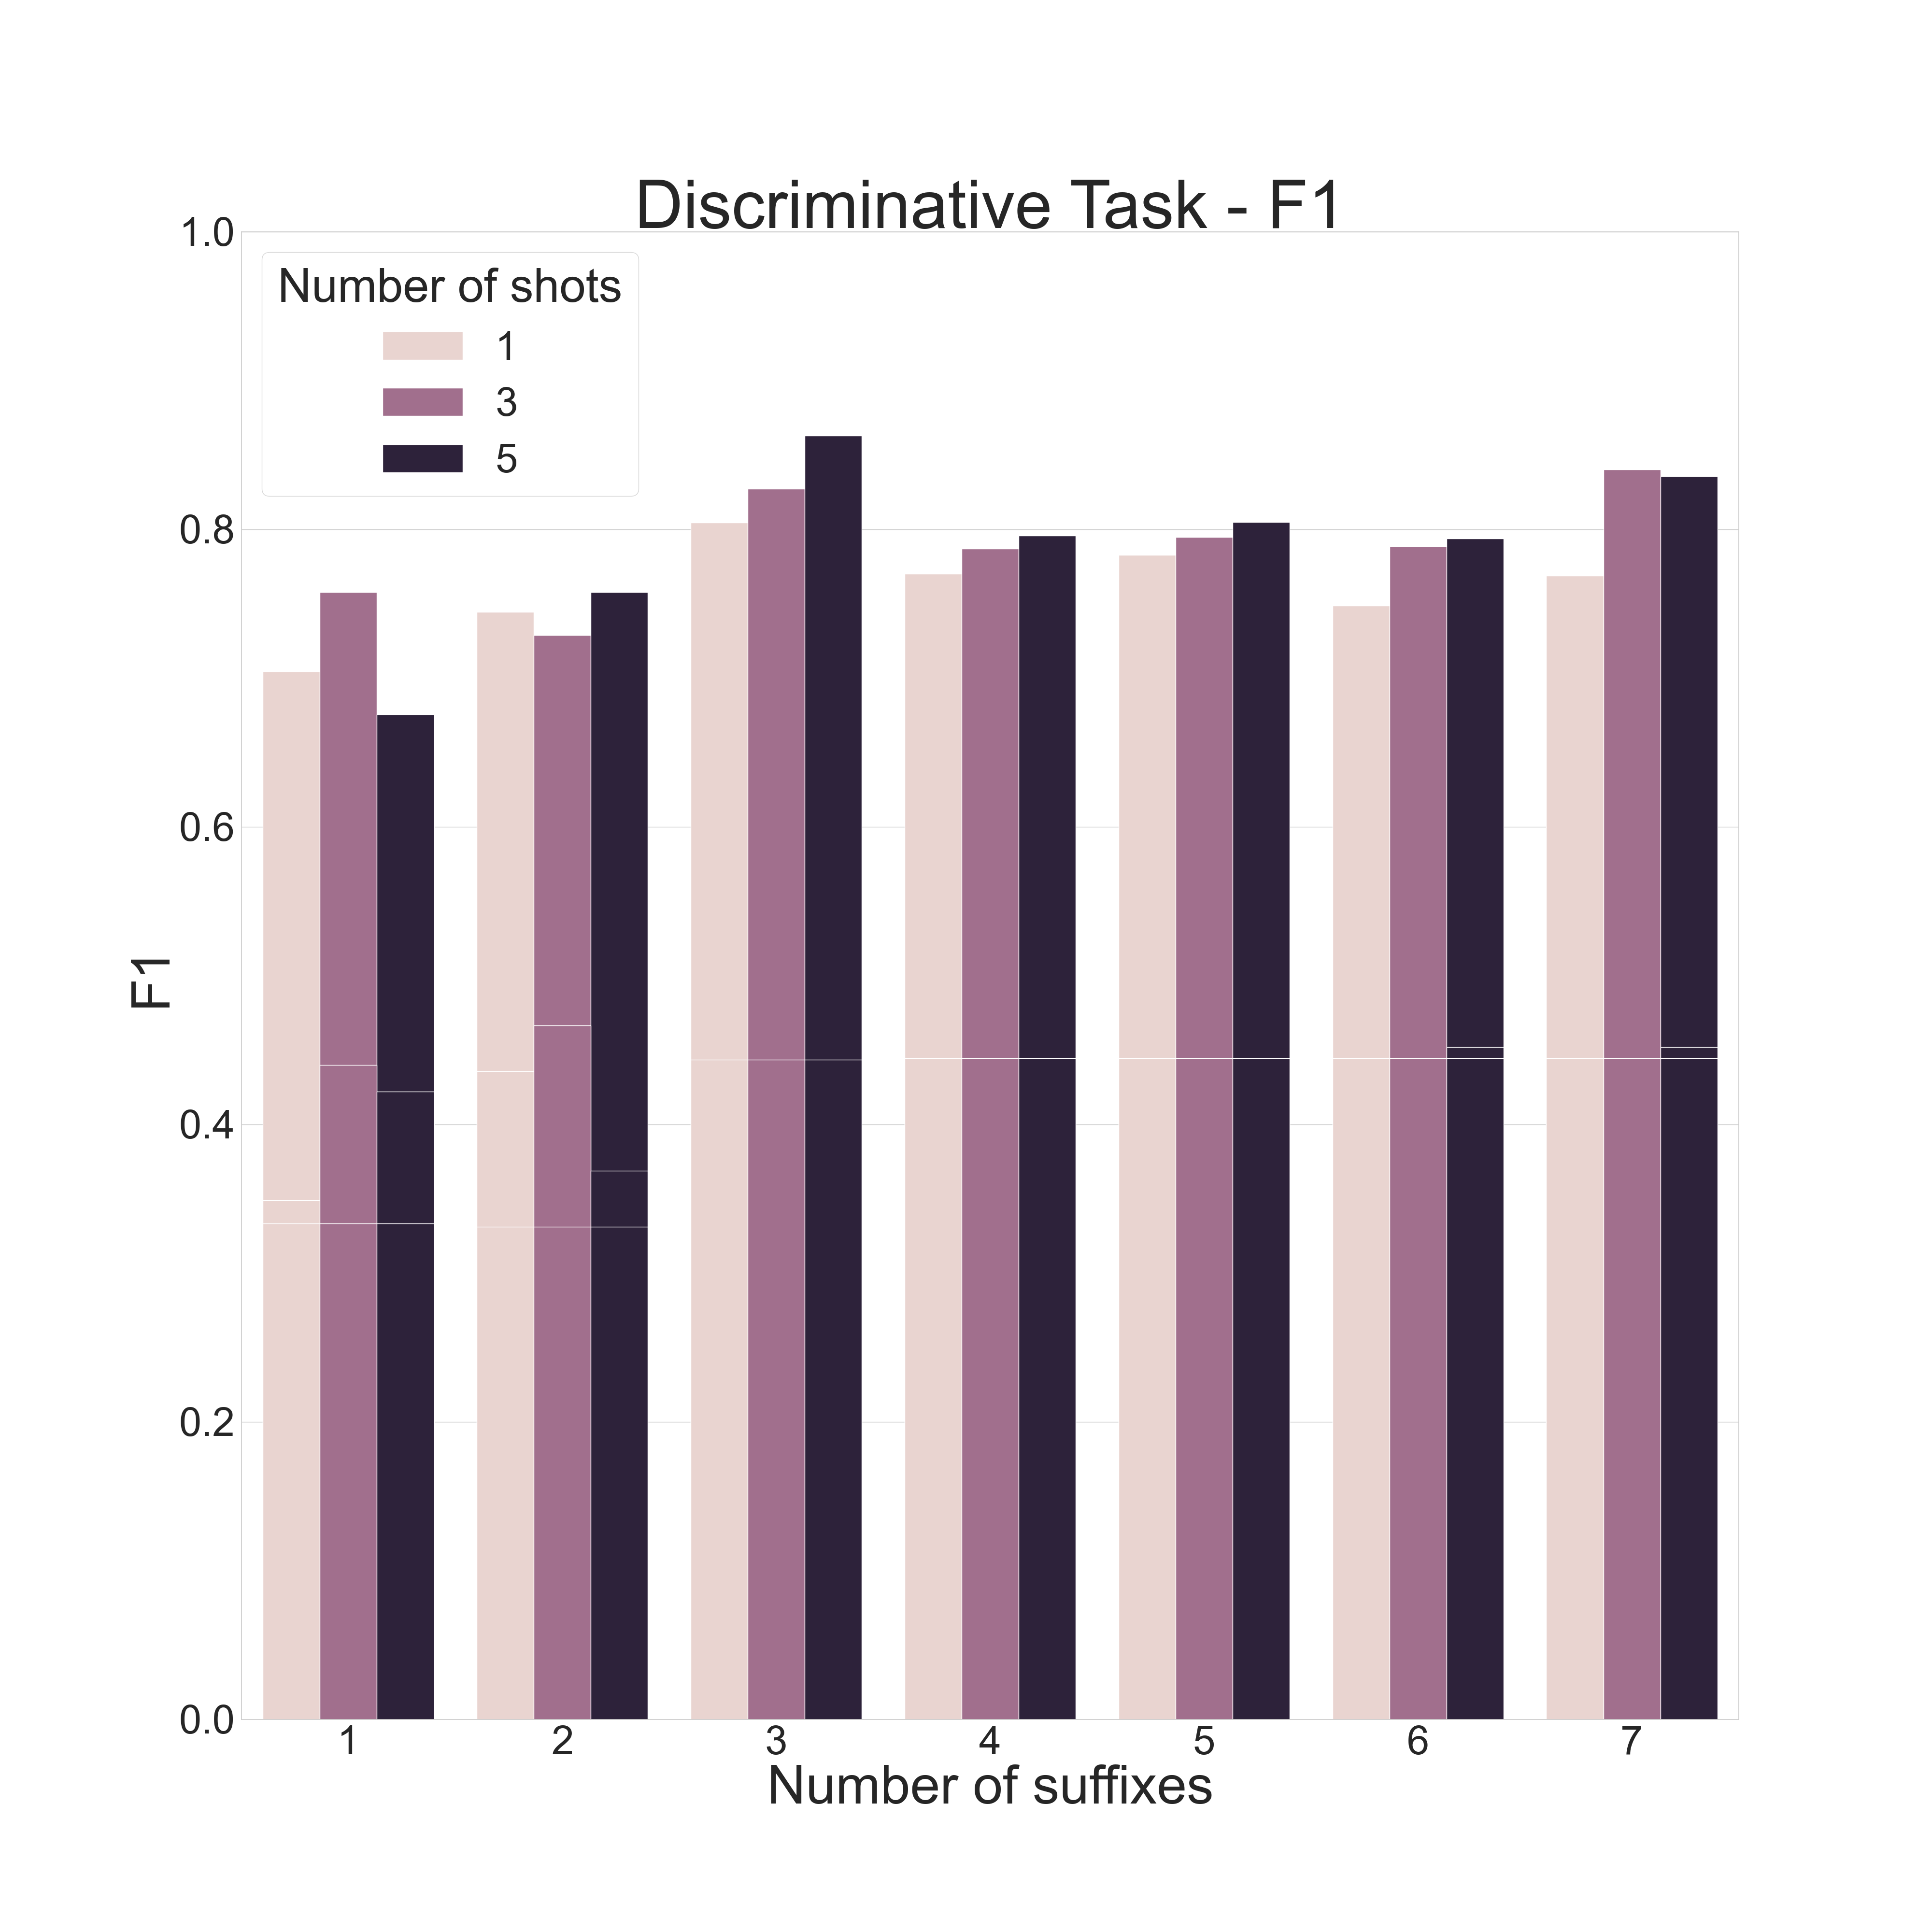 Discriminative Task - F1
Number of shots
1
3
5
1.0
0.8
0.6
0.4
0.2
0.0
F1
1 2 3 4 5 6 7
Number of suffixes